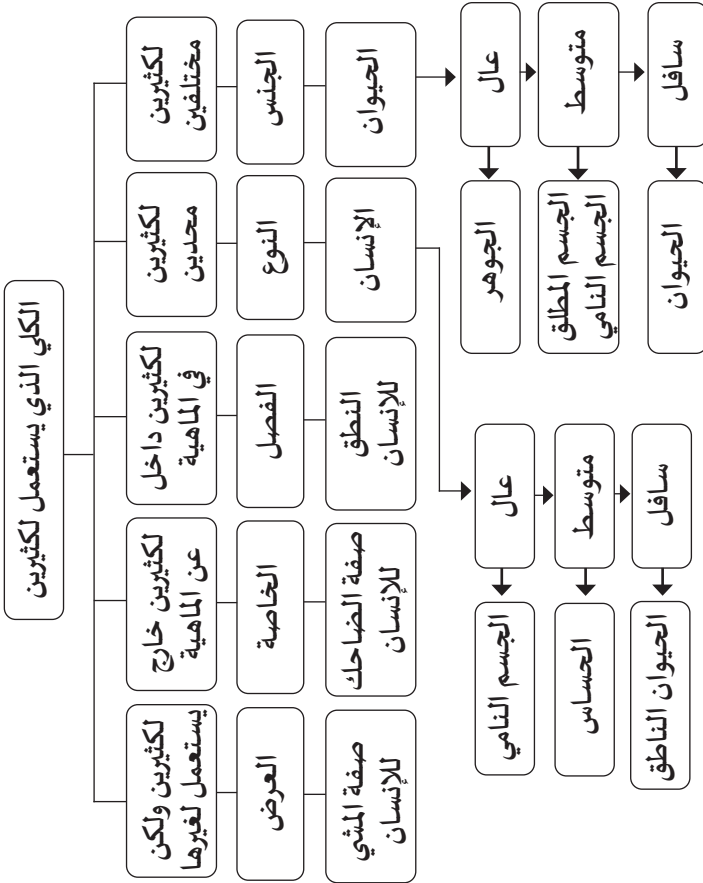 الكلي الذي يستعمل لكثيرين
لكثيرين
مختلفين
لكثيرين
محدين
لكثيرين داخل
في الماهية
لكثيرين خارج
عن الماهية
لكثيرين ولكن
يستعمل لغيرها
الجنس
النوع
الفصل
الخاصة
العرض
الحيوان
الإنسان
النطق
للإنسان
صفة الضاحك
للإنسان
صفة المشي
للإنسان
عال
متوسط
سافل
الجوهر
الجسم المطلق
الجسم النامي
الحيوان
عال
متوسط
سافل
الجسم النامي
الحساس
الحيوان الناطق